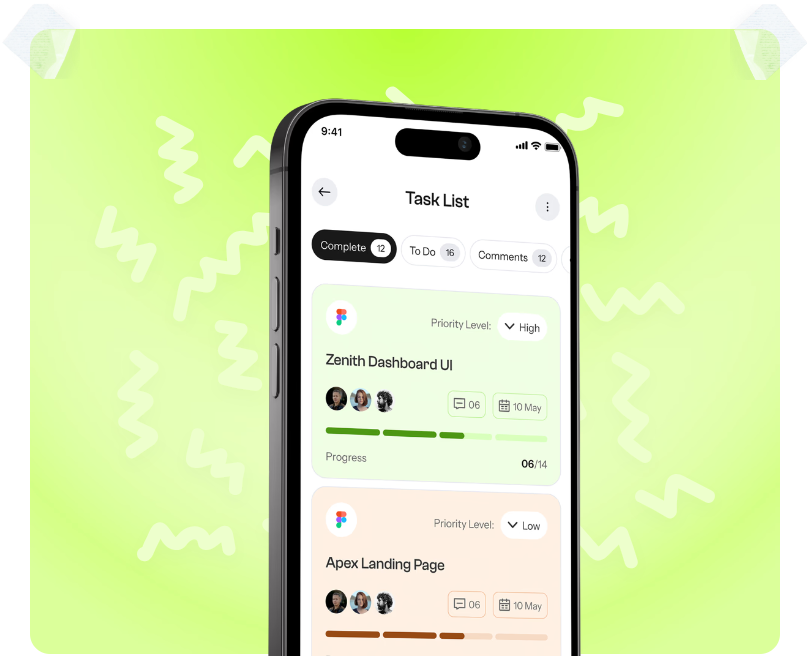 9:41
Task List
Complete 12 To Do 16 Comments 12
Priority Level: High
Zenith Dashboard UI
06 10 May
Progress 06/14
Priority Level: Low
Apex Landing Page
06 10 May